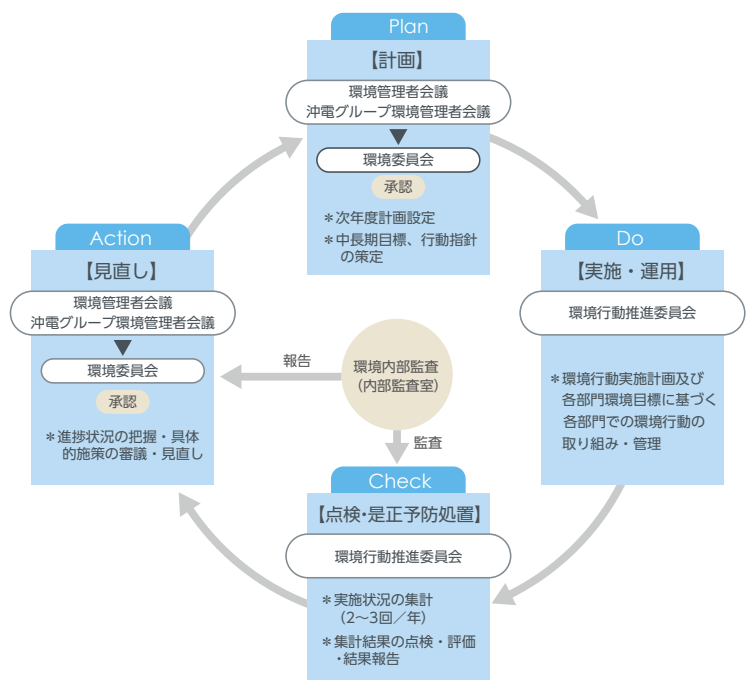 Plan
【計画】
環境管理者会議
沖電グループ環境管理者会議
環境委員会
承認
＊次年度計画設定
＊中長期目標、行動指針
の策定
Do
【実施・運用】
環境行動推進委員会
＊環境行動実施計画及び
各部門環境目標に基づく
各部門での環境行動の
取り組み・管理
Check
【点検・是正予防処置】
環境行動推進委員会
＊実施状況の集計
（2〜3回／年）
＊集計結果の点検・評価
・結果報告
Action
【見直し】
環境管理者会議
沖電グループ環境管理者会議
環境委員会
承認
＊進捗状況の把握・具体
的施策の審議・見直し
環境内部監査
（内部監査室）
報告
監査